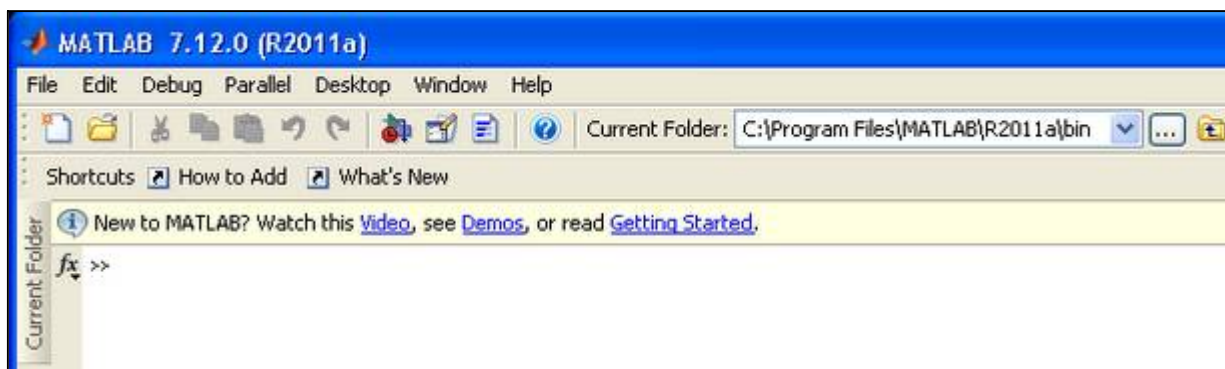 MATLAB 7.12.0 (R2011a)
File Edit Debug Parallel Desktop Window Help
Current Folder: C:\Program Files\MATLAB\R2011a\bin ...
Shortcuts How to Add What's New
New to MATLAB? Watch this Video, see Demos, or read Getting Started.
fx >>
Current Folder